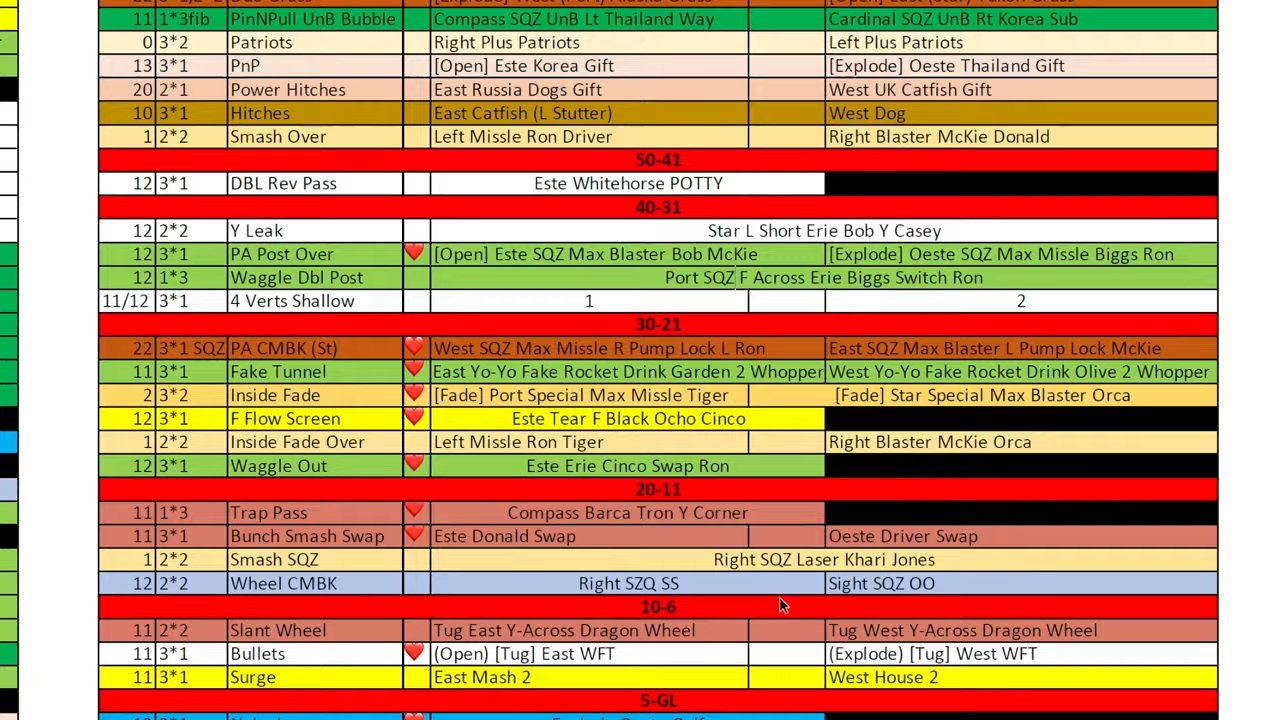 11 1*3fib PinNPull UnB Bubble Compass SQZ UnB Lt Thailand Way Cardinal SQZ UnB Rt Korea Sub
0 3*2 Patriots Right Plus Patriots Left Plus Patriots
13 3*1 PnP [Open] Este Korea Gift [Explode] Oeste Thailand Gift
20 2*1 Power Hitches East Russia Dogs Gift West UK Catfish Gift
10 3*1 Hitches East Catfish (L Stutter) West Dog
1 2*2 Smash Over Left Missle Ron Driver Right Blaster McKie Donald
50-41
12 3*1 DBL Rev Pass Este Whitehorse POTTY
40-31
12 2*2 Y Leak Star L Short Erie Bob Y Casey
12 3*1 PA Post Over ❤️ [Open] Este SQZ Max Blaster Bob McKie [Explode] Oeste SQZ Max Missle Biggs Ron
12 1*3 Waggle Dbl Post Port SQZ F Across Erie Biggs Switch Ron
11/12 3*1 4 Verts Shallow 1 2
30-21
22 3*1 SQZ PA CMBK (St) ❤️ West SQZ Max Missle R Pump Lock L Ron East SQZ Max Blaster L Pump Lock McKie
11 3*1 Fake Tunnel ❤️ East Yo-Yo Fake Rocket Drink Garden 2 Whopper West Yo-Yo Fake Rocket Drink Olive 2 Whopper
2 3*2 Inside Fade ❤️ [Fade] Port Special Max Missle Tiger [Fade] Star Special Max Blaster Orca
12 3*1 F Flow Screen ❤️ Este Tear F Black Ocho Cinco
1 2*2 Inside Fade Over Left Missle Ron Tiger Right Blaster McKie Orca
12 3*1 Waggle Out ❤️ Este Erie Cinco Swap Ron
20-11
11 1*3 Trap Pass ❤️ Compass Barca Tron Y Corner
11 3*1 Bunch Smash Swap ❤️ Este Donald Swap Oeste Driver Swap
1 2*2 Smash SQZ Right SQZ Laser Khari Jones
12 2*2 Wheel CMBK Right SZQ SS Sight SQZ OO
10-6
11 2*2 Slant Wheel Tug East Y-Across Dragon Wheel Tug West Y-Across Dragon Wheel
11 3*1 Bullets ❤️ (Open) [Tug] East WFT (Explode) [Tug] West WFT
11 3*1 Surge East Mash 2 West House 2
5-GL